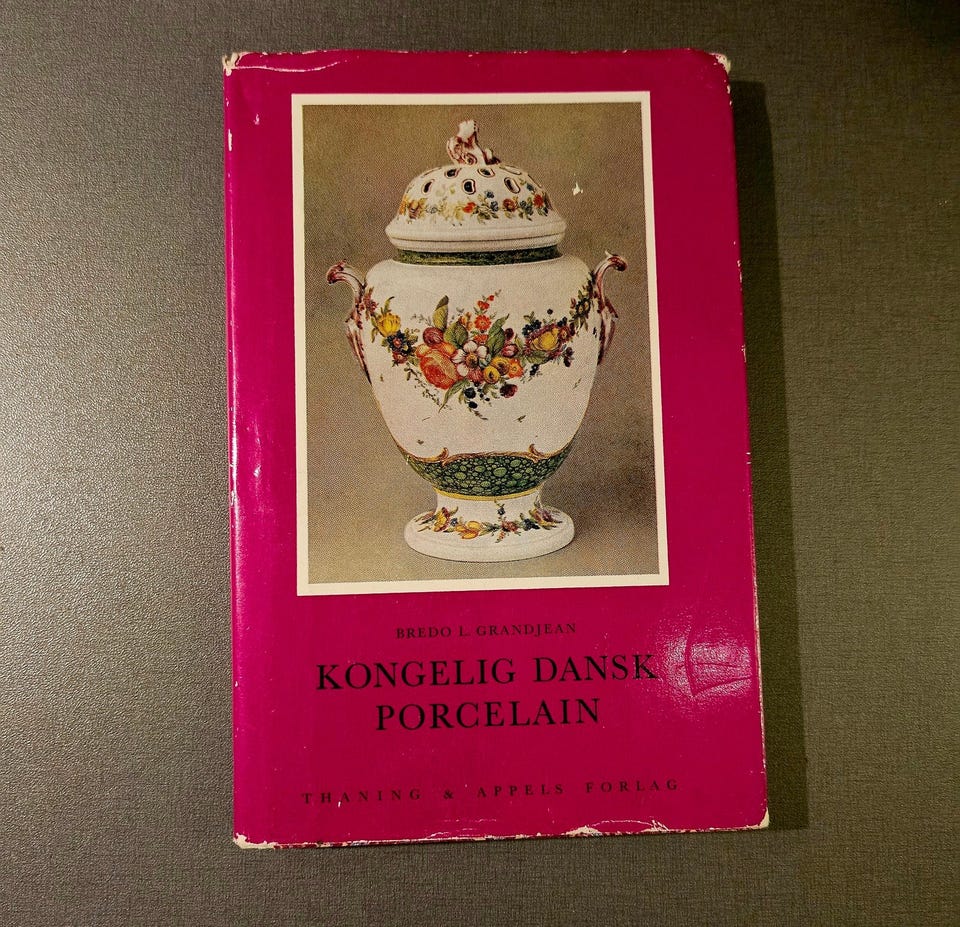 BREDO L. GRANDJEAN
KONGELIG DANSK
PORCELAIN
THANING & APPELS FORLAG